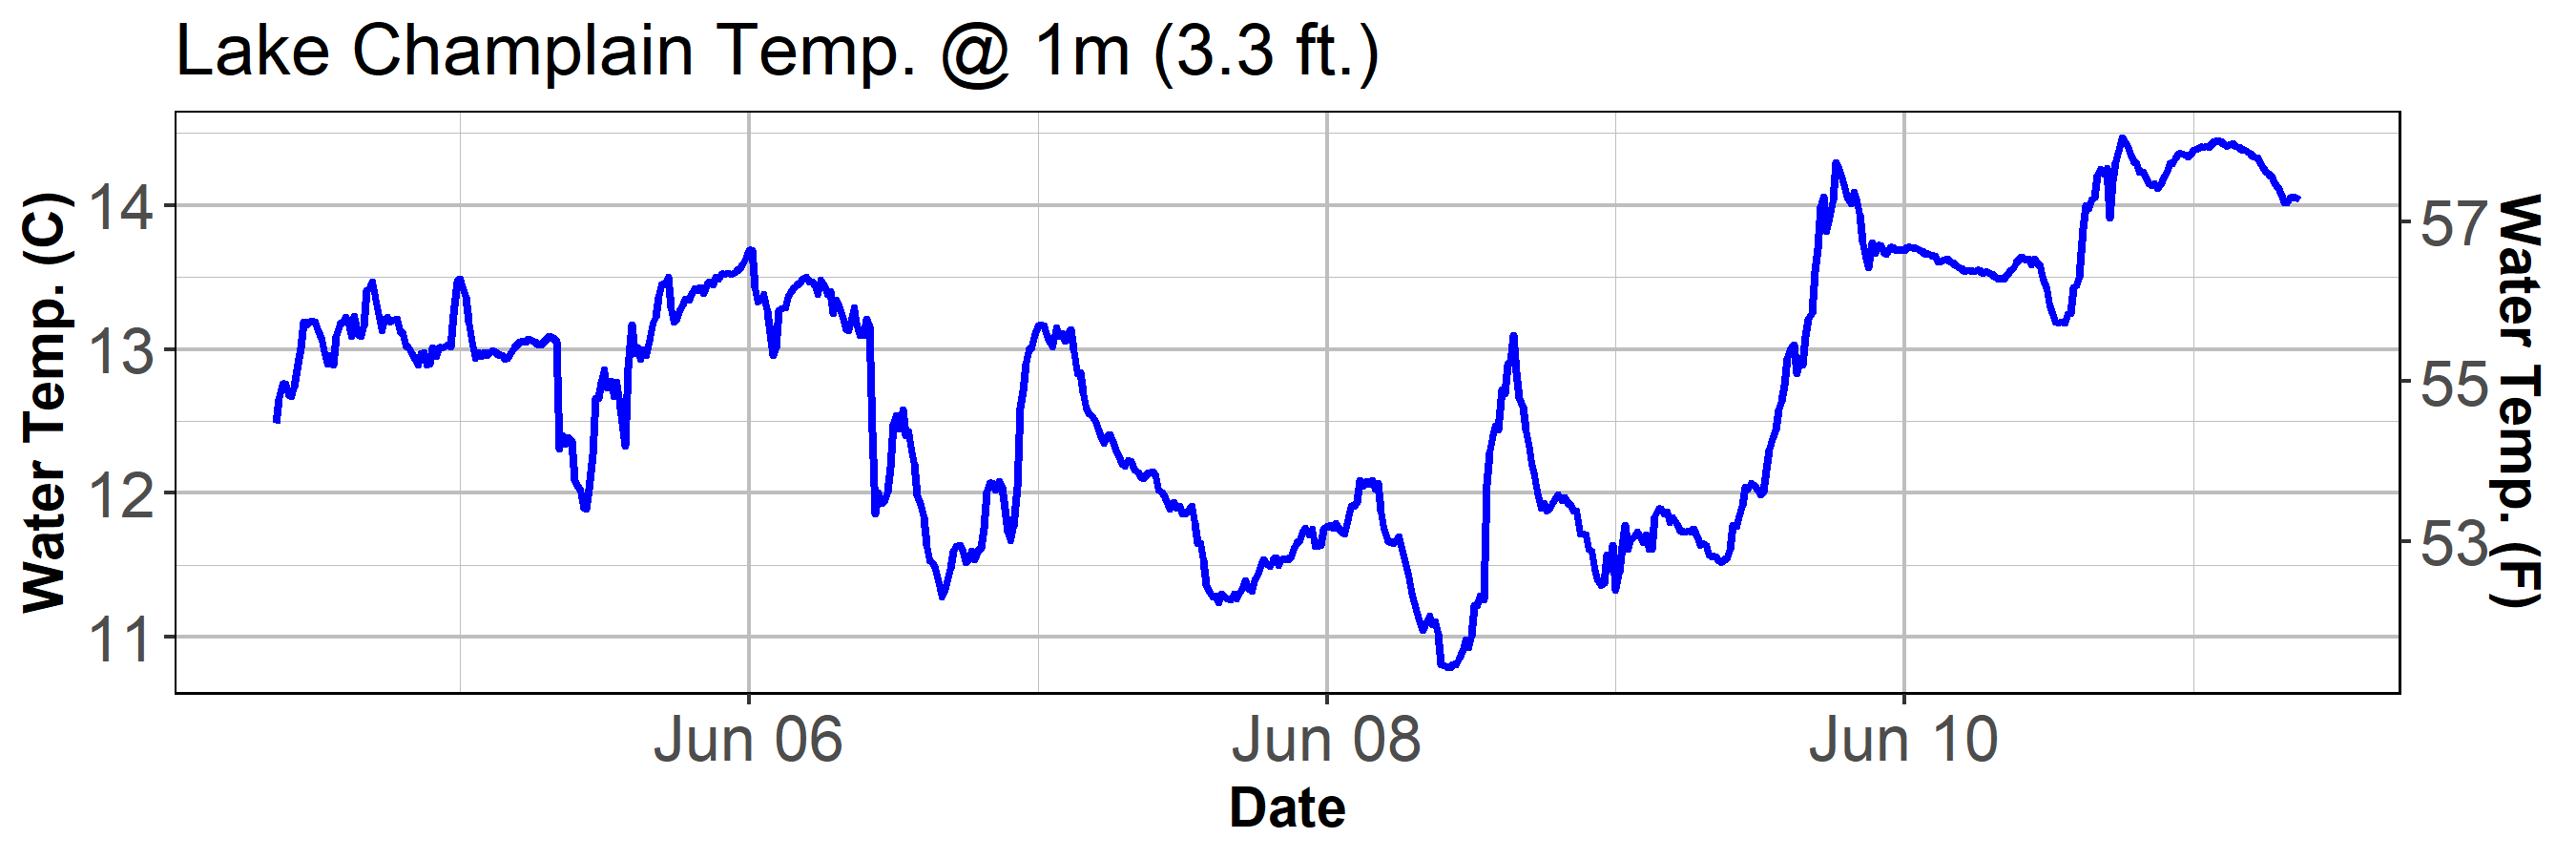 Lake Champlain Temp. @ 1m (3.3 ft.)
Water Temp. (C)
14
13
12
11
57
55
53
Water Temp. (F)
Jun 06
Jun 08
Jun 10
Date